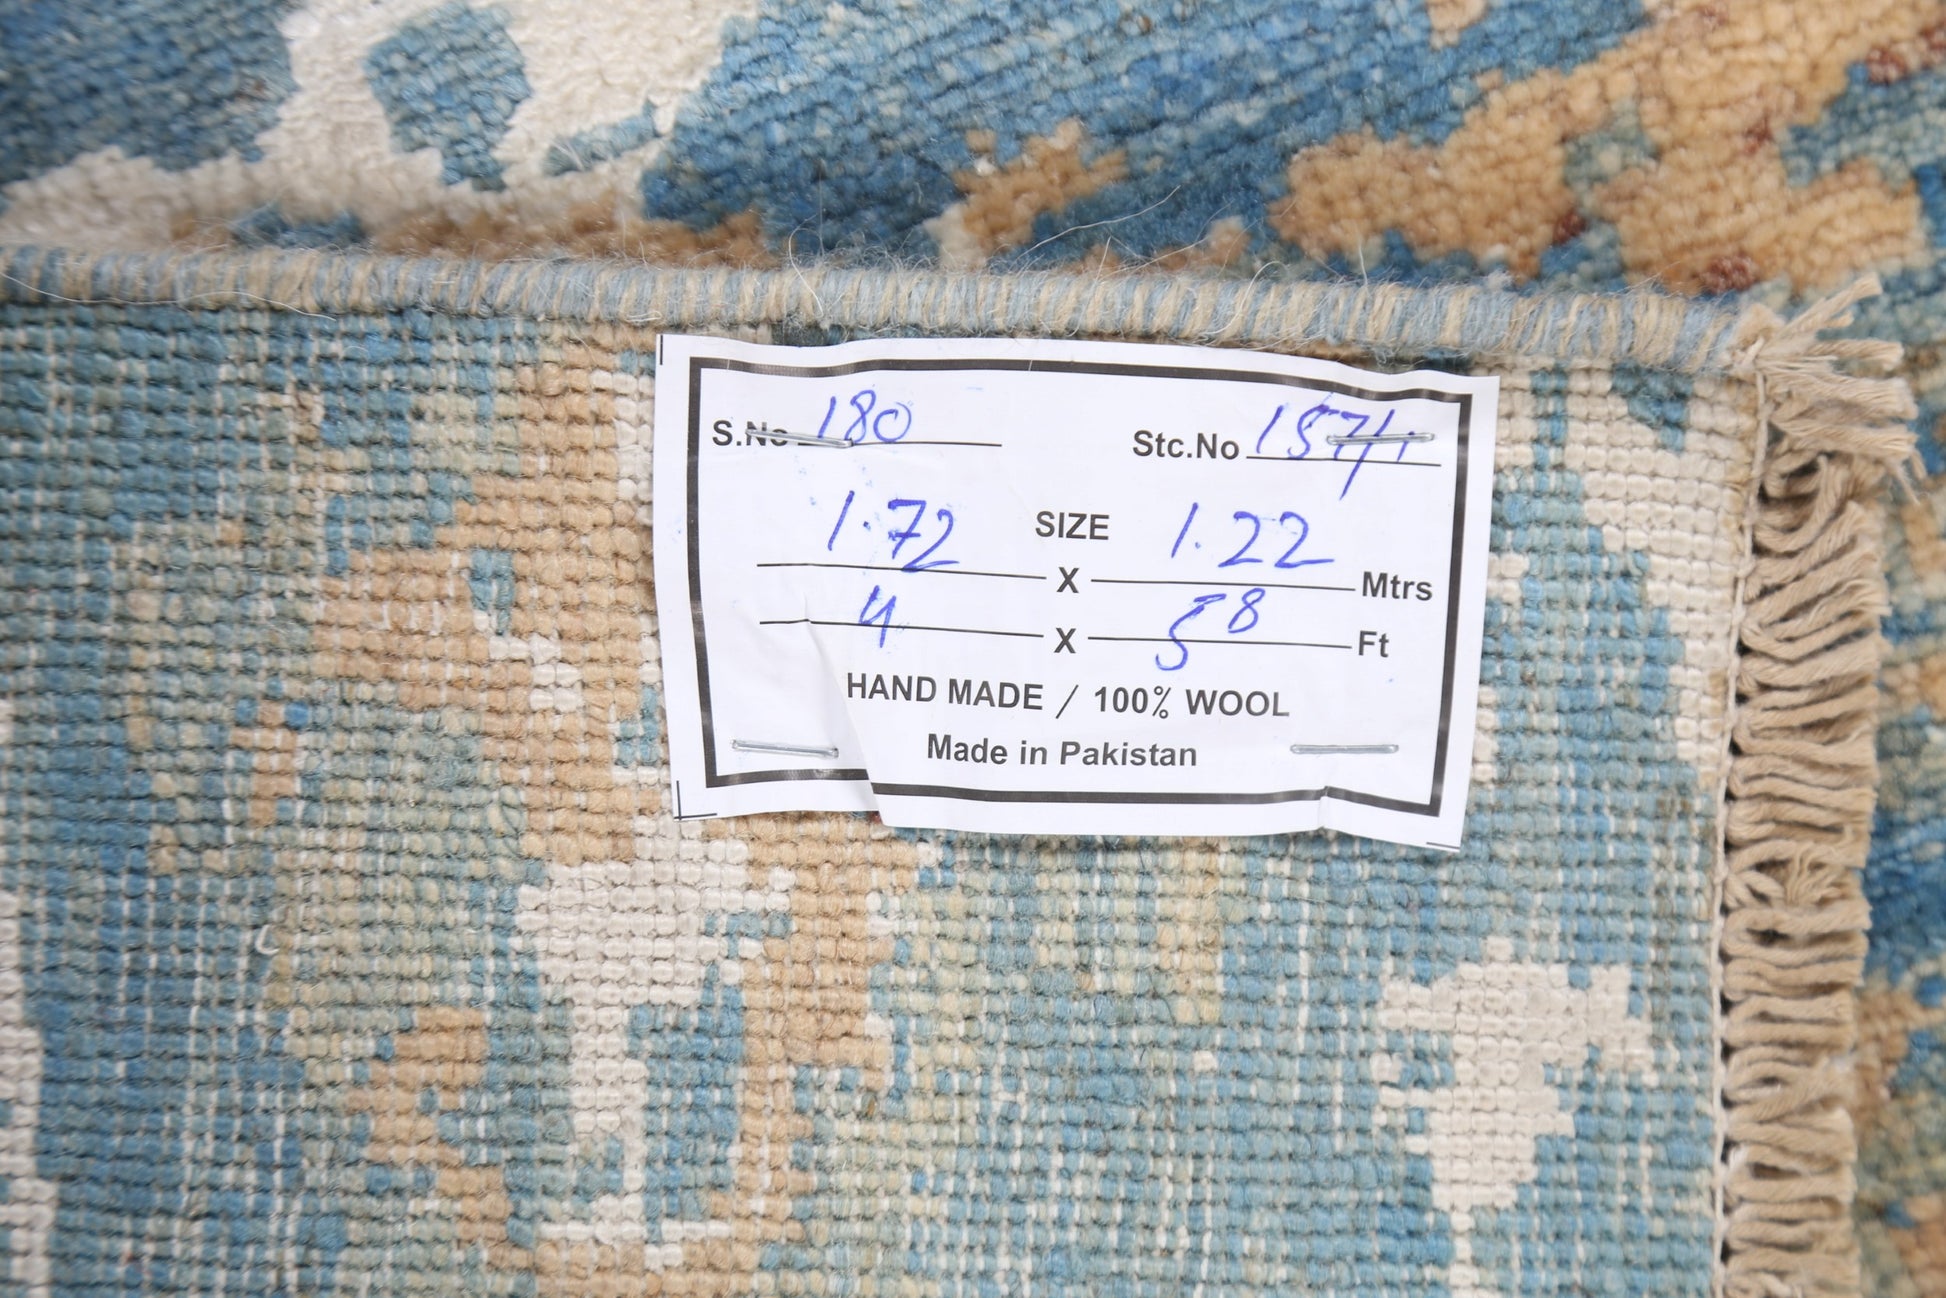 S.No 180 Stc.No
1.72 SIZE 1.22
X Mtrs
4 X 5 8 Ft
HAND MADE / 100% WOOL
Made in Pakistan